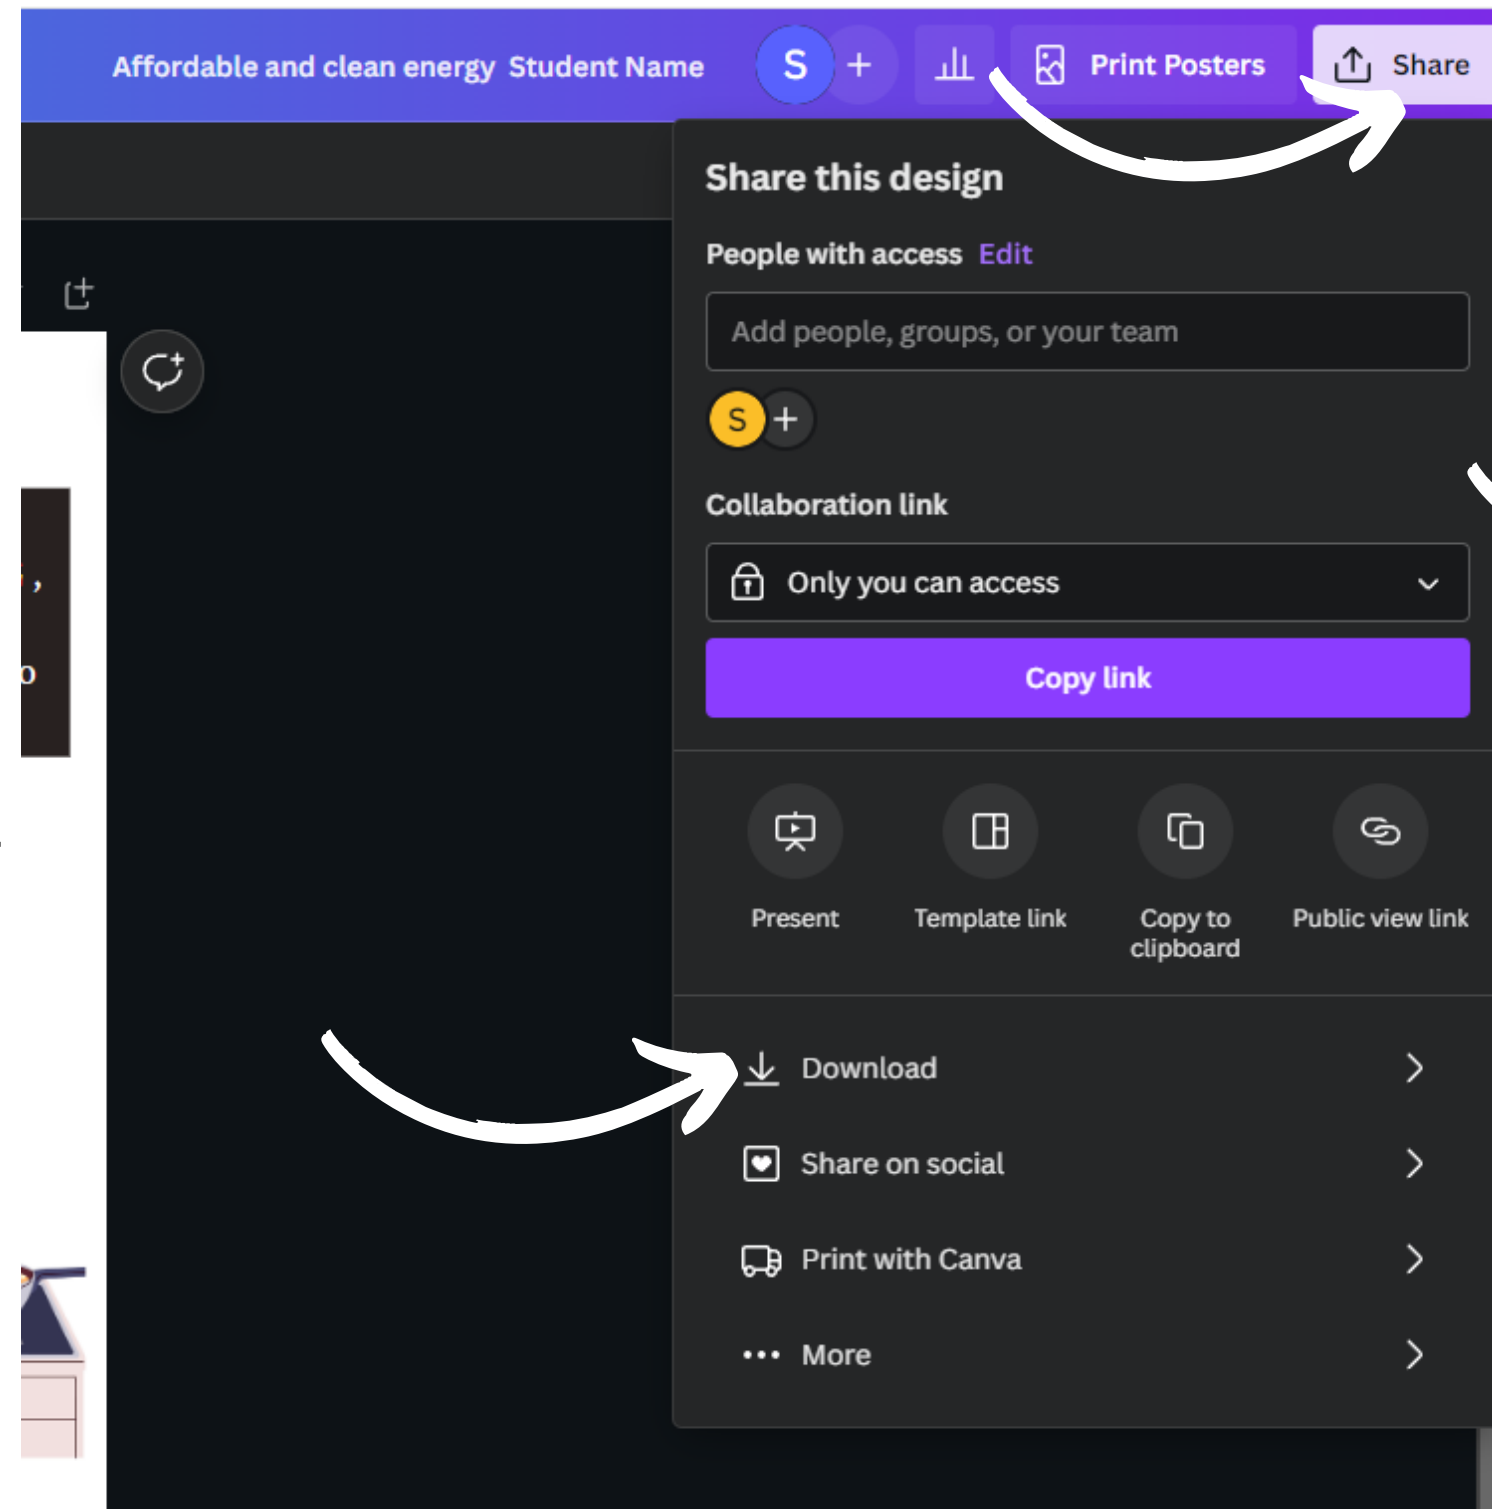 Affordable and clean energy Student Name
S
Print Posters
Share
Share this design
People with access Edit
Add people, groups, or your team
S
Collaboration link
Only you can access
Copy link
Present
Template link
Copy to
clipboard
Public view link
,
o
Download
Share on social
Print with Canva
More